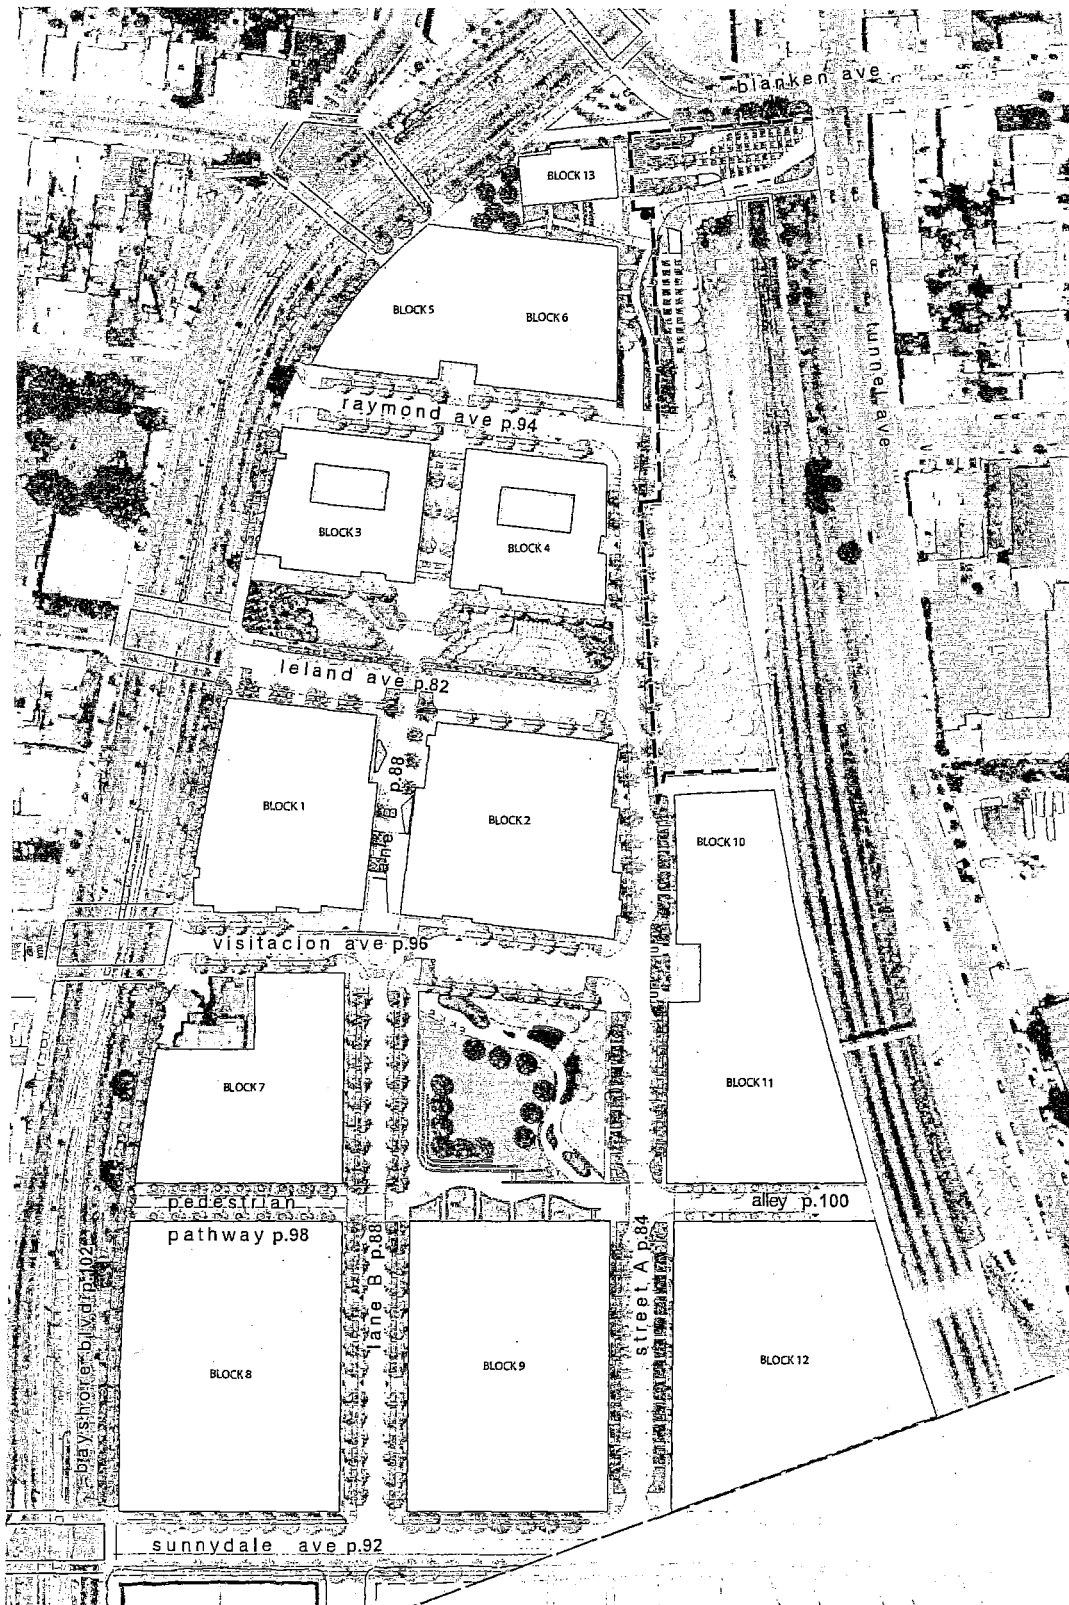 blanken ave
BLOCK 13
BLOCK 5
BLOCK 6
tunnel ave
raymond ave p.94
BLOCK 3
BLOCK 4
leland ave p.82
BLOCK 1
lane B p.88
BLOCK 2
BLOCK 10
visitacion ave p.96
BLOCK 7
BLOCK 11
pedestrian
pathway p.98
alley p.100
bayshore blvd p.102
lane B p.88
street A p.84
BLOCK 8
BLOCK 9
BLOCK 12
sunnydale ave p.92